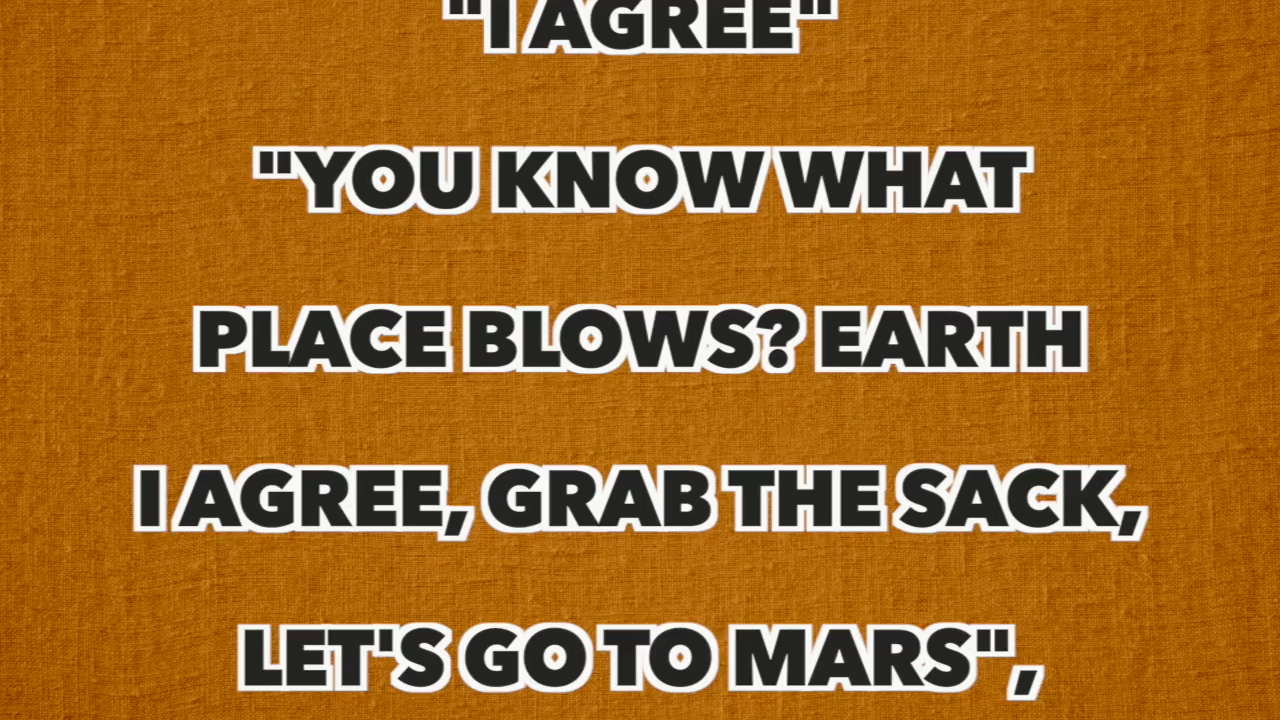 "I AGREE"
"YOU KNOW WHAT
PLACE BLOWS? EARTH
I AGREE, GRAB THE SACK,
LET'S GO TO MARS",